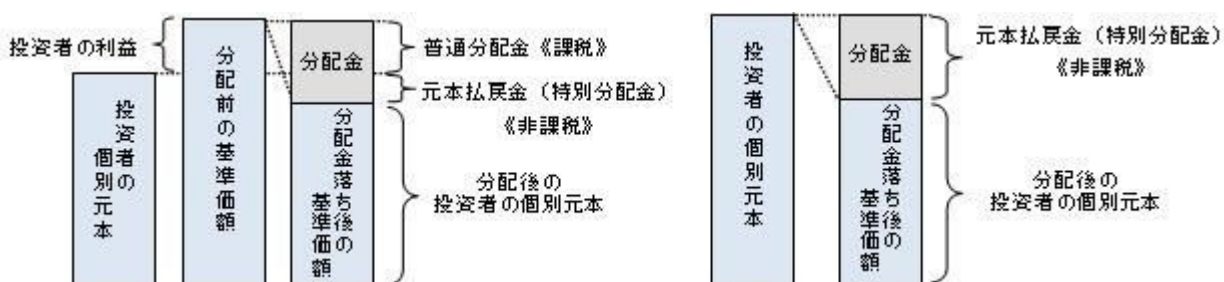 投資者の利益
投資者の
個別元本
分配前の基準価額
分配金
分配金落ち後の
基準価額
普通分配金《課税》
元本払戻金（特別分配金）
《非課税》
分配後の
投資者の個別元本
投資者の個別元本
分配金
分配金落ち後の
基準価額
元本払戻金（特別分配金）
《非課税》
分配後の
投資者の個別元本